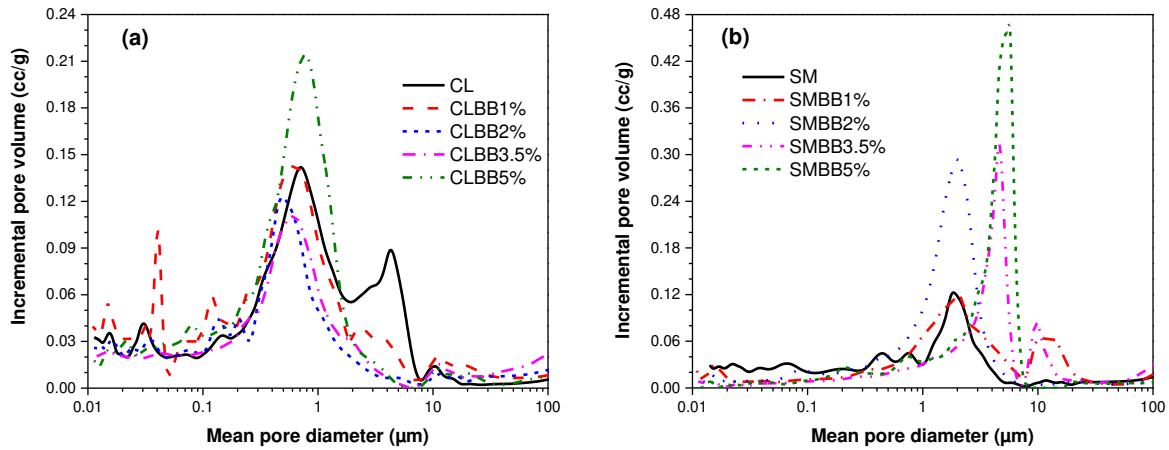 (a)
Incremental pore volume (cc/g)
0.24
0.21
0.18
0.15
0.12
0.09
0.06
0.03
0.00
CL
CLBB1%
CLBB2%
CLBB3.5%
CLBB5%
0.01 0.1 1 10 100
Mean pore diameter (µm)
(b)
Incremental pore volume (cc/g)
0.48
0.42
0.36
0.30
0.24
0.18
0.12
0.06
0.00
SM
SMBB1%
SMBB2%
SMBB3.5%
SMBB5%
0.01 0.1 1 10 100
Mean pore diameter (µm)